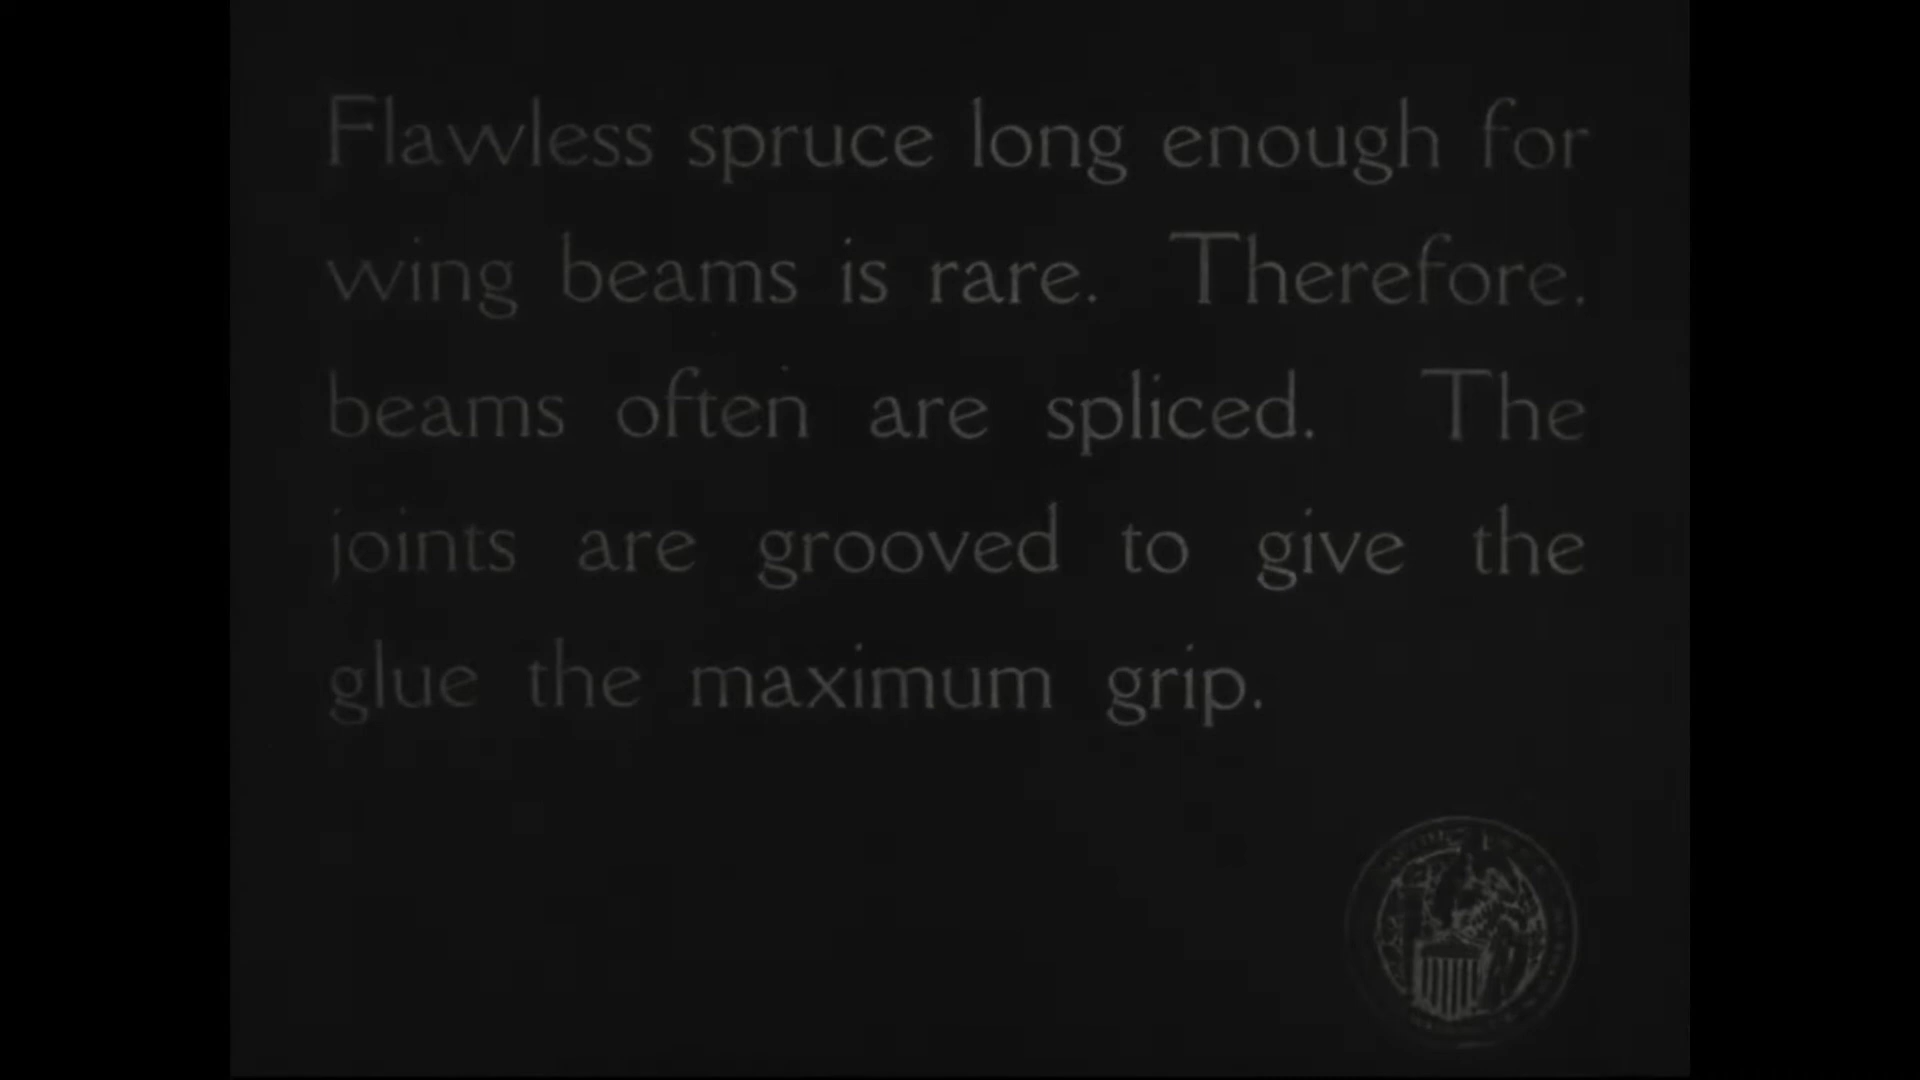 Flawless spruce long enough for
wing beams is rare. Therefore.
beams often are spliced. The
joints are grooved to give the
glue the maximum grip.